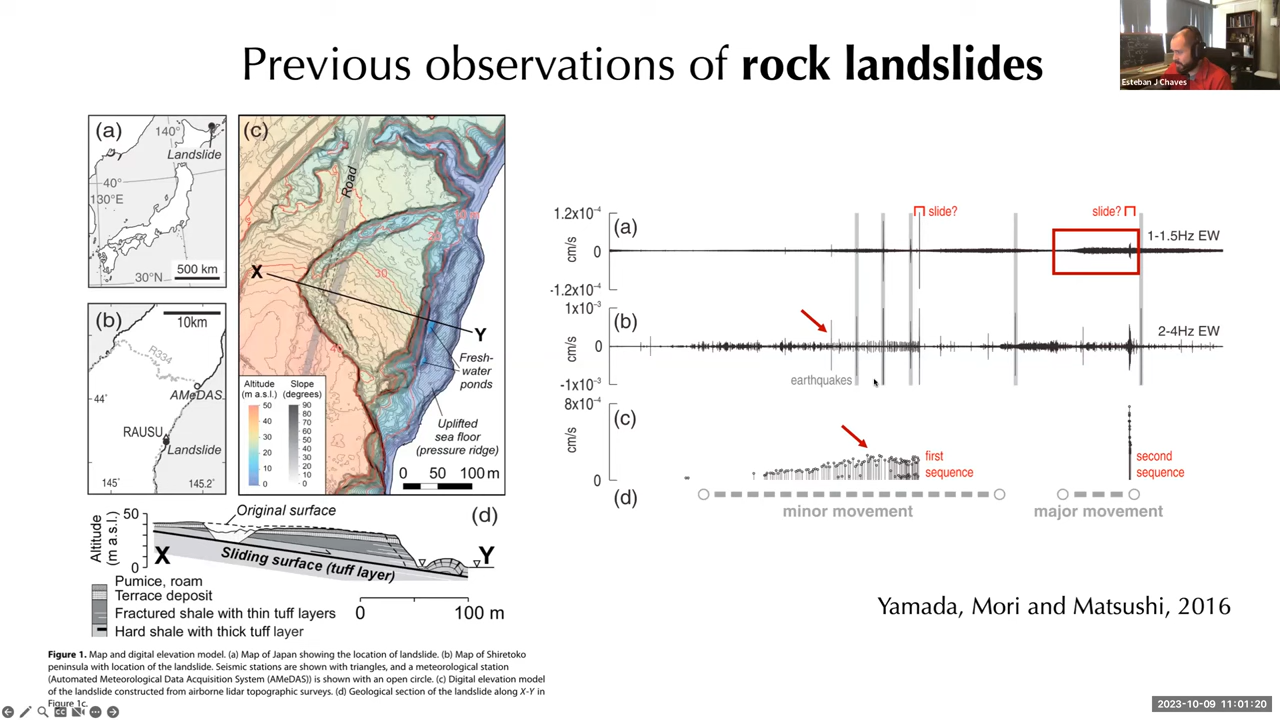 Previous observations of rock landslides
Esteban J Chaves
(a)
140°
Landslide
40°
130°E
30°N
500 km
(b)
10km
R334
44°
AMeDAS
RAUSU
Landslide
145°
145.2°
(c)
Road
10 m
20
30
40
X
Y
Fresh-
water
ponds
Uplifted
sea floor
(pressure ridge)
Altitude
(m a.s.l.)
50
40
30
20
10
0
Slope
(degrees)
90
80
70
60
50
40
30
20
10
0
0 50 100 m
(d)
Original surface
Altitude
(m a.s.l.)
50
0
X
Y
Sliding surface (tuff layer)
Pumice, roam
Terrace deposit
Fractured shale with thin tuff layers
Hard shale with thick tuff layer
0 100 m
Figure 1. Map and digital elevation model. (a) Map of Japan showing the location of landslide. (b) Map of Shiretoko
peninsula with location of the landslide. Seismic stations are shown with triangles, and a meteorological station
(Automated Meteorological Data Acquisition System (AMeDAS)) is shown with an open circle. (c) Digital elevation model
of the landslide constructed from airborne lidar topographic surveys. (d) Geological section of the landslide along X-Y in
Figure 1c.
1.2x10⁻⁴
0
-1.2x10⁻⁴
cm/s
(a)
slide?
slide?
1-1.5Hz EW
1x10⁻³
0
-1x10⁻³
cm/s
(b)
2-4Hz EW
earthquakes
8x10⁻⁴
0
cm/s
(c)
first
sequence
second
sequence
(d)
minor movement
major movement
Yamada, Mori and Matsushi, 2016
2023-10-09 11:01:20